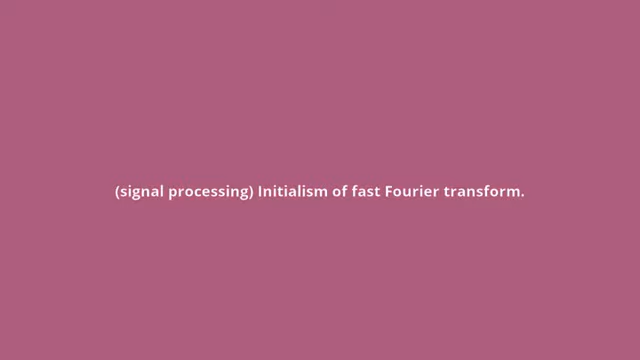 (signal processing) Initialism of fast Fourier transform.